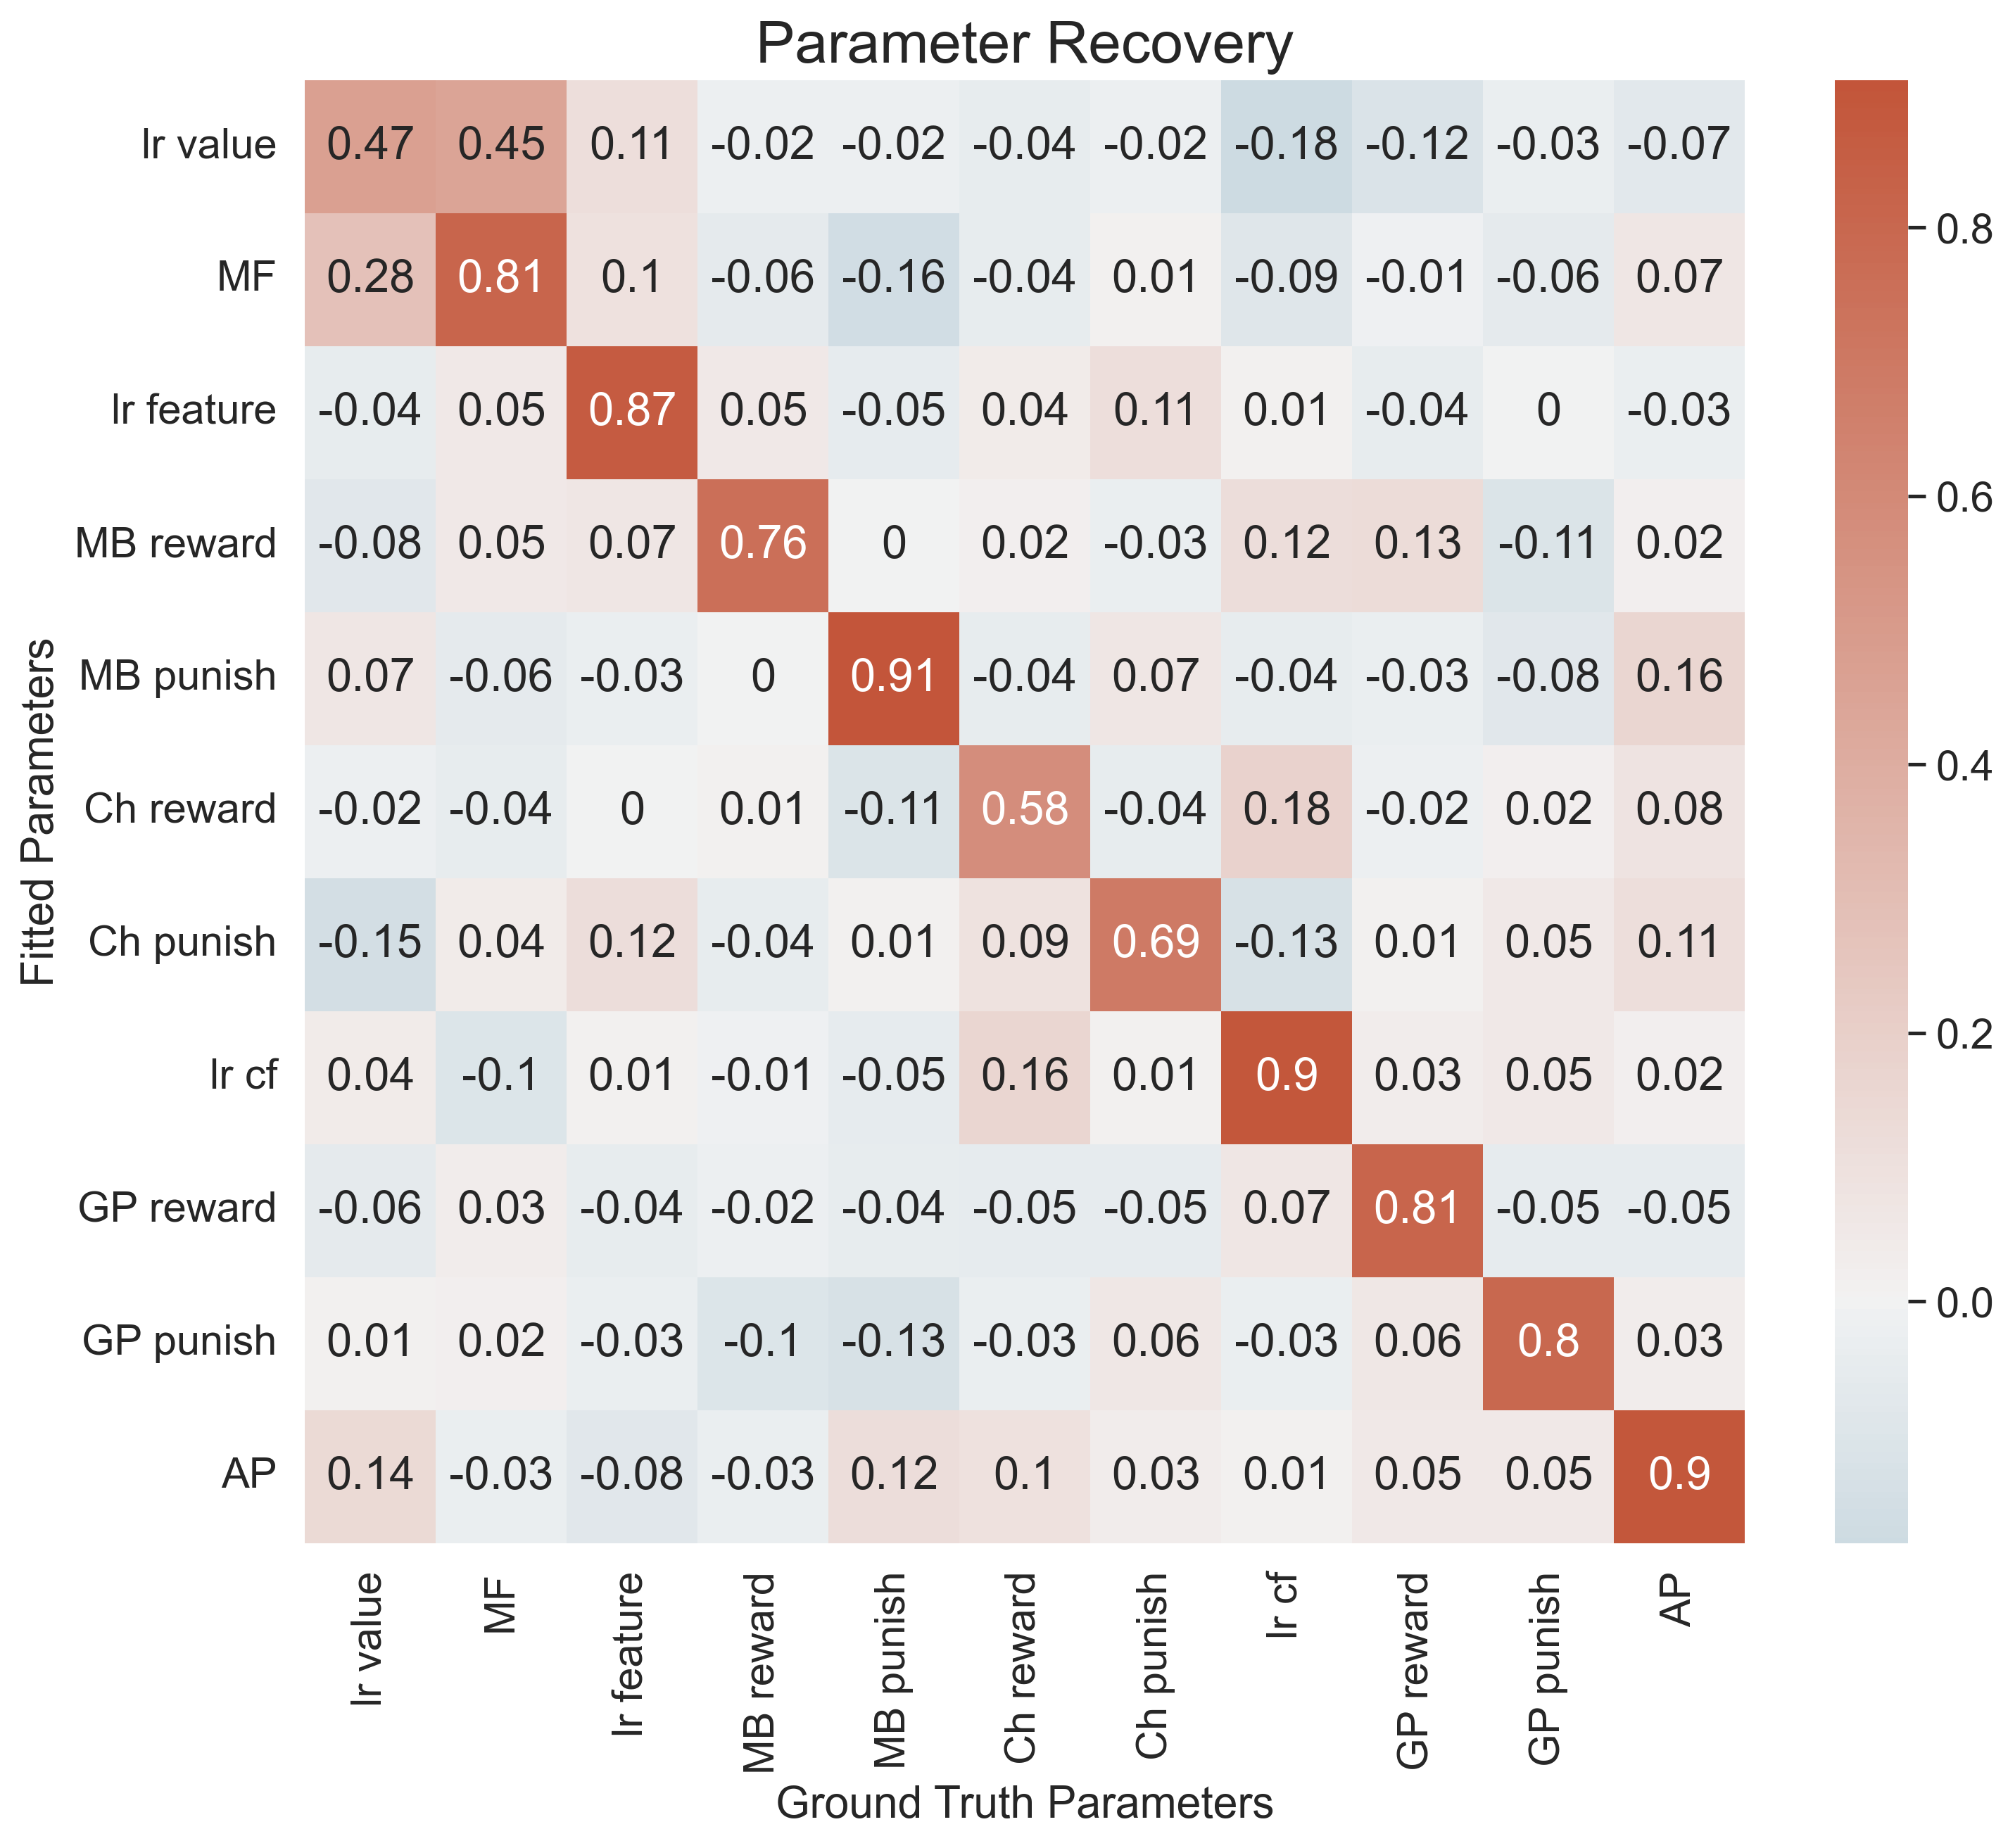 Parameter Recovery
lr value 0.47 0.45 0.11 -0.02 -0.02 -0.04 -0.02 -0.18 -0.12 -0.03 -0.07
MF 0.28 0.81 0.1 -0.06 -0.16 -0.04 0.01 -0.09 -0.01 -0.06 0.07
lr feature -0.04 0.05 0.87 0.05 -0.05 0.04 0.11 0.01 -0.04 0 -0.03
MB reward -0.08 0.05 0.07 0.76 0 0.02 -0.03 0.12 0.13 -0.11 0.02
MB punish 0.07 -0.06 -0.03 0 0.91 -0.04 0.07 -0.04 -0.03 -0.08 0.16
Ch reward -0.02 -0.04 0 0.01 -0.11 0.58 -0.04 0.18 -0.02 0.02 0.08
Ch punish -0.15 0.04 0.12 -0.04 0.01 0.09 0.69 -0.13 0.01 0.05 0.11
lr cf 0.04 -0.1 0.01 -0.01 -0.05 0.16 0.01 0.9 0.03 0.05 0.02
GP reward -0.06 0.03 -0.04 -0.02 -0.04 -0.05 -0.05 0.07 0.81 -0.05 -0.05
GP punish 0.01 0.02 -0.03 -0.1 -0.13 -0.03 0.06 -0.03 0.06 0.8 0.03
AP 0.14 -0.03 -0.08 -0.03 0.12 0.1 0.03 0.01 0.05 0.05 0.9
Fittted Parameters
lr value
MF
lr feature
MB reward
MB punish
Ch reward
Ch punish
lr cf
GP reward
GP punish
AP
Ground Truth Parameters
0.8
0.6
0.4
0.2
0.0